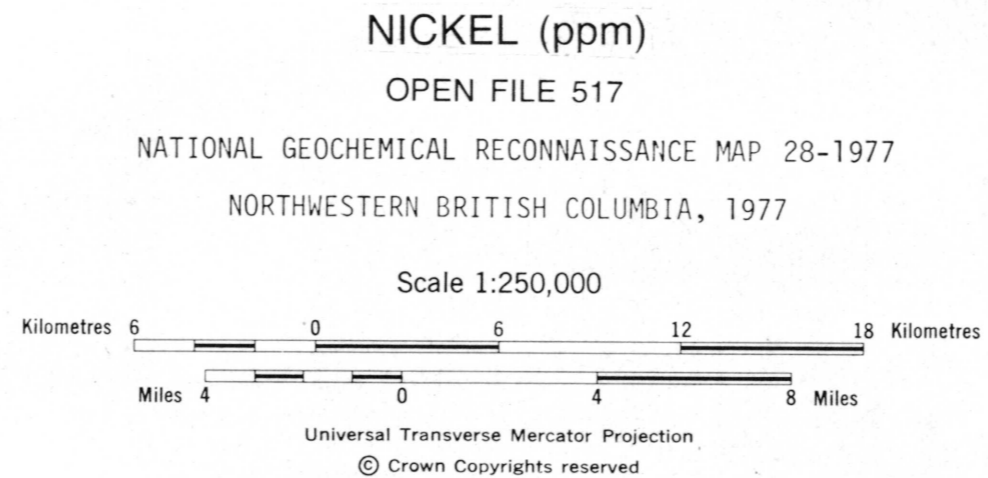 NICKEL (ppm)
OPEN FILE 517
NATIONAL GEOCHEMICAL RECONNAISSANCE MAP 28-1977
NORTHWESTERN BRITISH COLUMBIA, 1977
Scale 1:250,000
Kilometres 6 0 6 12 18 Kilometres
Miles 4 0 4 8 Miles
Universal Transverse Mercator Projection
© Crown Copyrights reserved